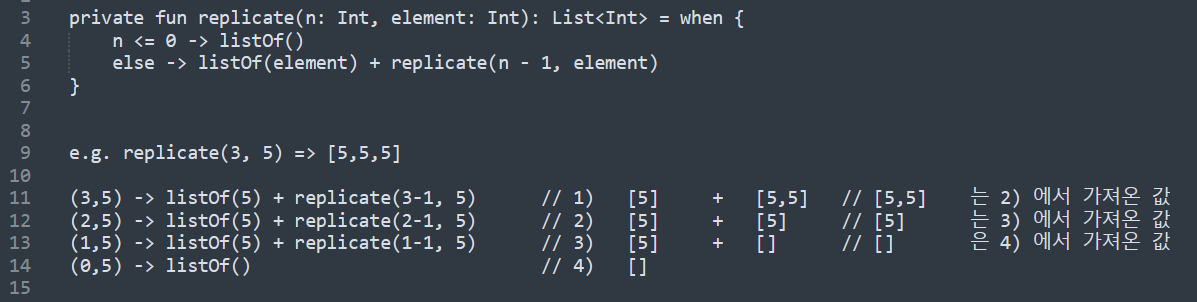 3 private fun replicate(n: Int, element: Int): List<Int> = when {
4 n <= 0 -> listOf()
5 else -> listOf(element) + replicate(n - 1, element)
6 }
7
8
9 e.g. replicate(3, 5) => [5,5,5]
10
11 (3,5) -> listOf(5) + replicate(3-1, 5) // 1) [5] + [5,5] // [5,5] 는 2) 에서 가져온 값
12 (2,5) -> listOf(5) + replicate(2-1, 5) // 2) [5] + [5] // [5] 는 3) 에서 가져온 값
13 (1,5) -> listOf(5) + replicate(1-1, 5) // 3) [5] + [] // [] 은 4) 에서 가져온 값
14 (0,5) -> listOf() // 4) []
15